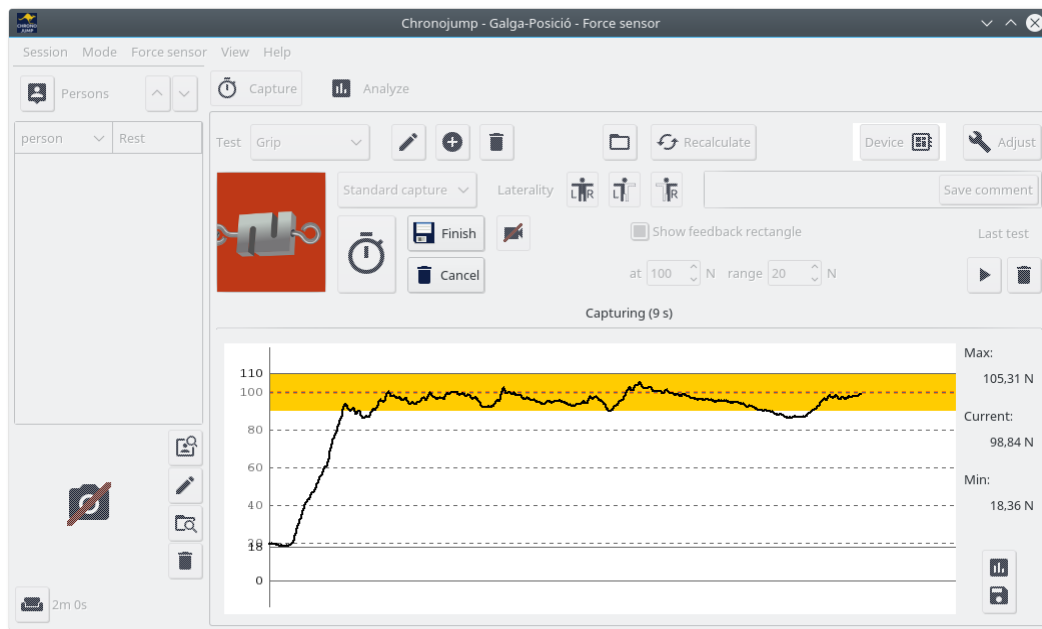 Chronojump - Galga-Posició - Force sensor
Session Mode Force sensor View Help
Persons
Capture Analyze
person Rest
Test Grip Recalculate Device Adjust
Standard capture Laterality L R L R Save comment
Finish Show feedback rectangle Last test
Cancel at 100 N range 20 N
Capturing (9 s)
Max:
105,31 N
Current:
98,84 N
Min:
18,36 N
110
100
80
60
40
20
18
0
2m 0s